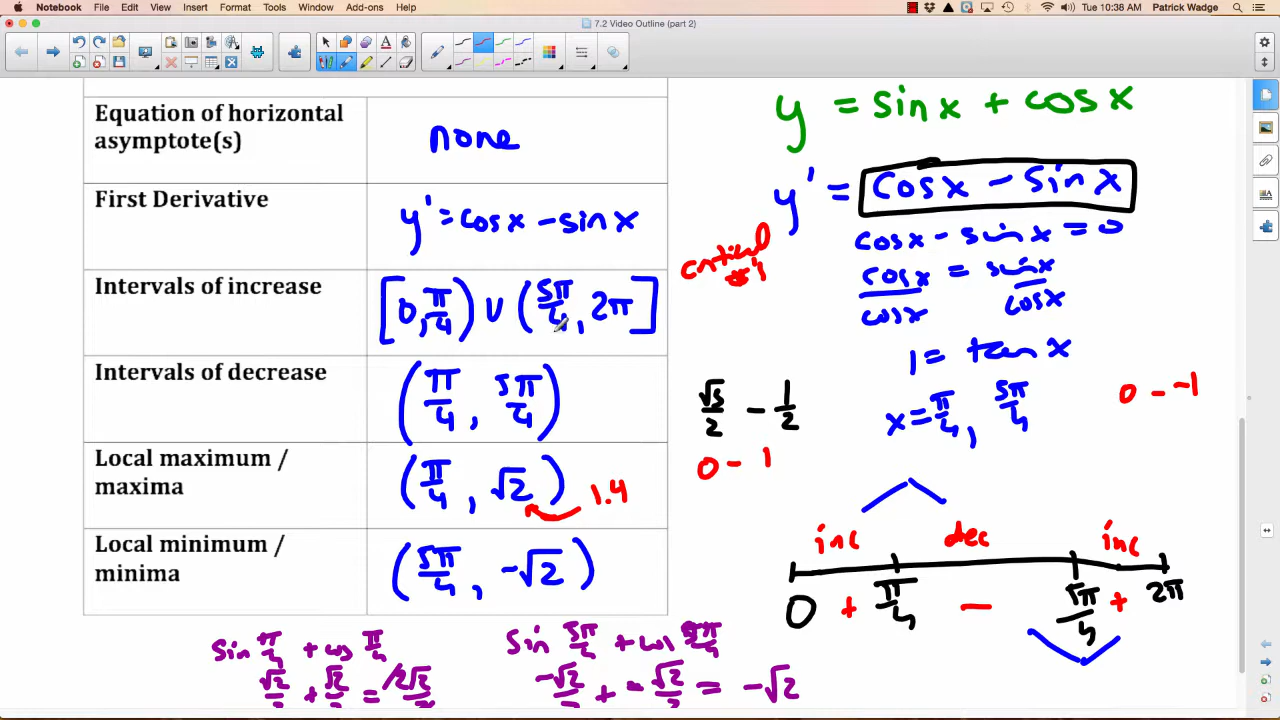 Notebook File Edit View Insert Format Tools Window Add-ons Help Tue 10:38 AM Patrick Wadge
7.2 Video Outline (part 2)
Equation of horizontal
asymptote(s)
none
First Derivative
y' = cos x - sin x
Intervals of increase
[0, π/4) ∪ (5π/4, 2π]
Intervals of decrease
(π/4, 5π/4)
Local maximum /
maxima
(π/4, √2)
1.4
Local minimum /
minima
(5π/4, -√2)
sin π/4 + cos π/4
√2/2 + √2/2 = 2√2/2
sin 5π/4 + cos 5π/4
-√2/2 + -√2/2 = -√2
y = sin x + cos x
y' = cos x - sin x
critical
#'s
cos x - sin x = 0
cos x / cos x = sin x / cos x
1 = tan x
x = π/4, 5π/4
0 - -1
√3/2 - 1/2
0 - 1
inc dec inc
0 + π/4 - 5π/4 + 2π